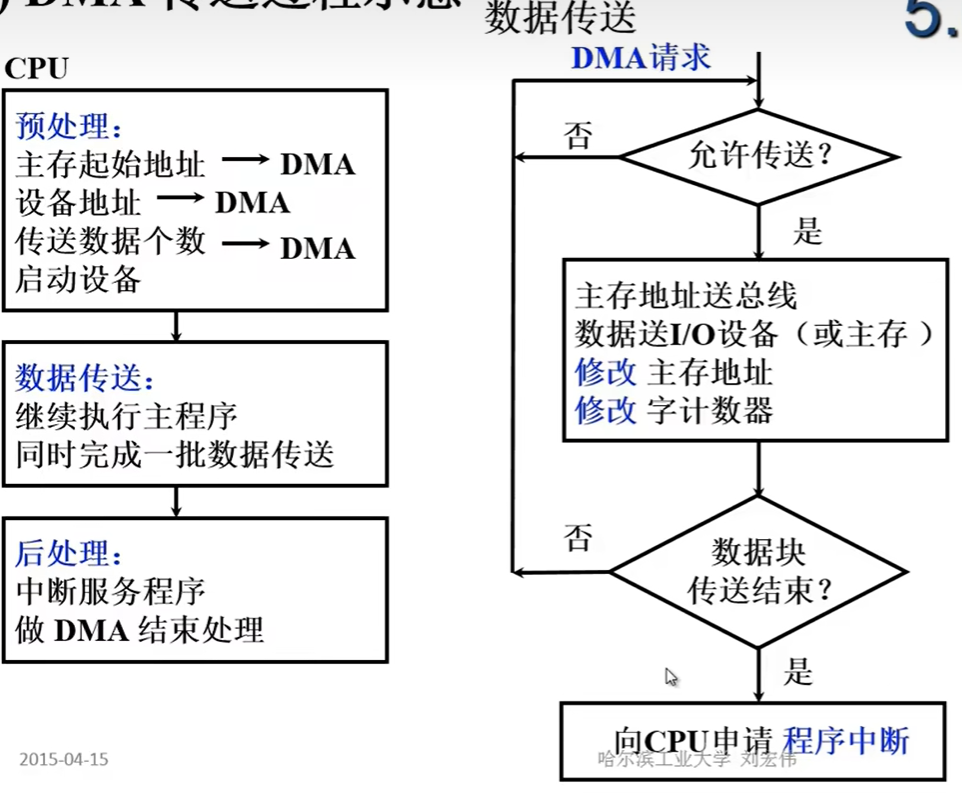 ) DMA 传送过程示意
5.
CPU
预处理：
主存起始地址 → DMA
设备地址 → DMA
传送数据个数 → DMA
启动设备
数据传送：
继续执行主程序
同时完成一批数据传送
后处理：
中断服务程序
做 DMA 结束处理
数据传送
DMA请求
允许传送？
否
是
主存地址送总线
数据送I/O设备（或主存 ）
修改 主存地址
修改 字计数器
数据块
传送结束？
否
是
向CPU申请 程序中断
2015-04-15
哈尔滨工业大学 刘宏伟